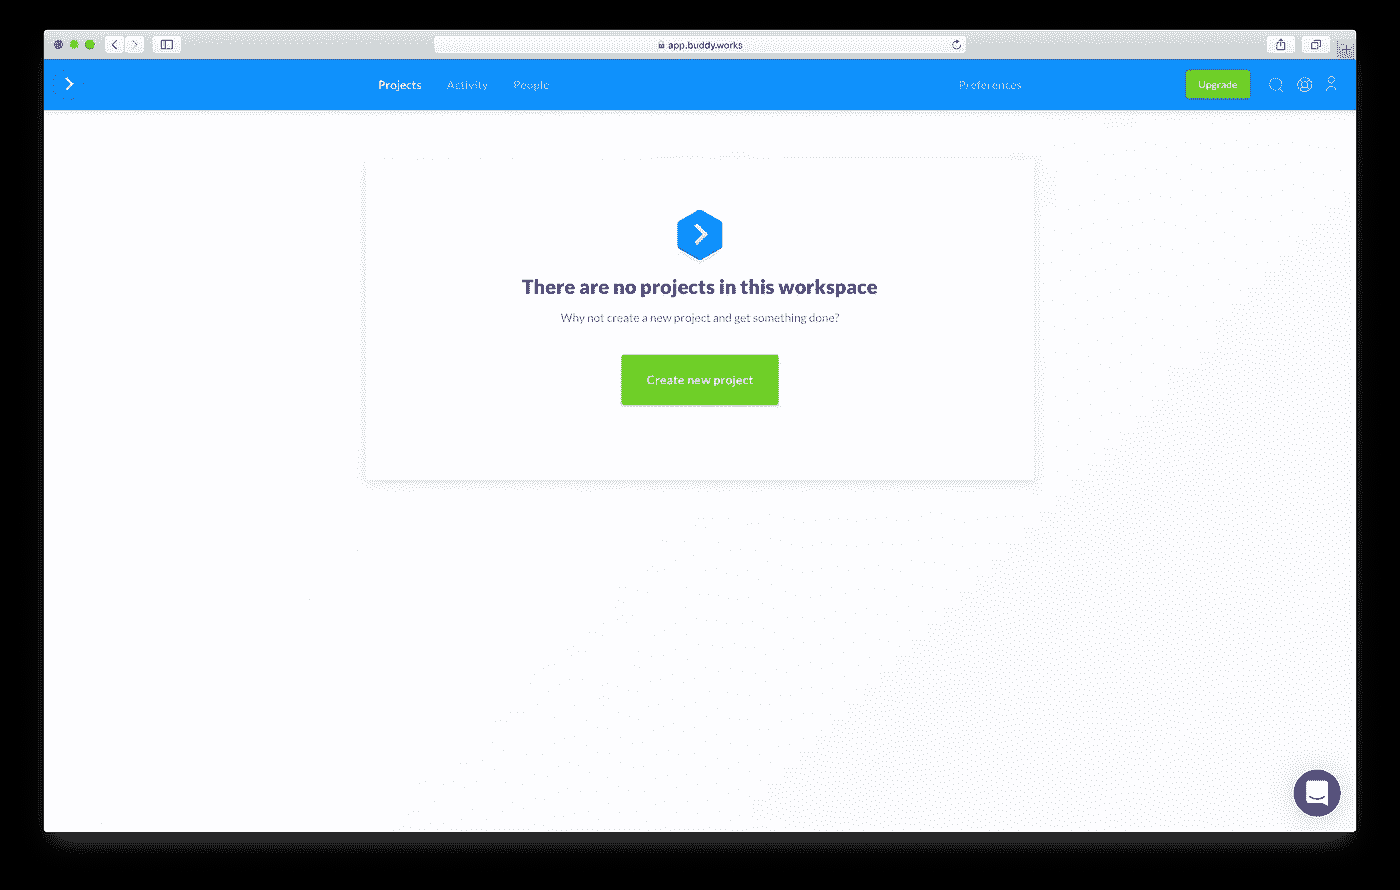 app.buddy.works
Projects Activity People Preferences Upgrade
There are no projects in this workspace
Why not create a new project and get something done?
Create new project